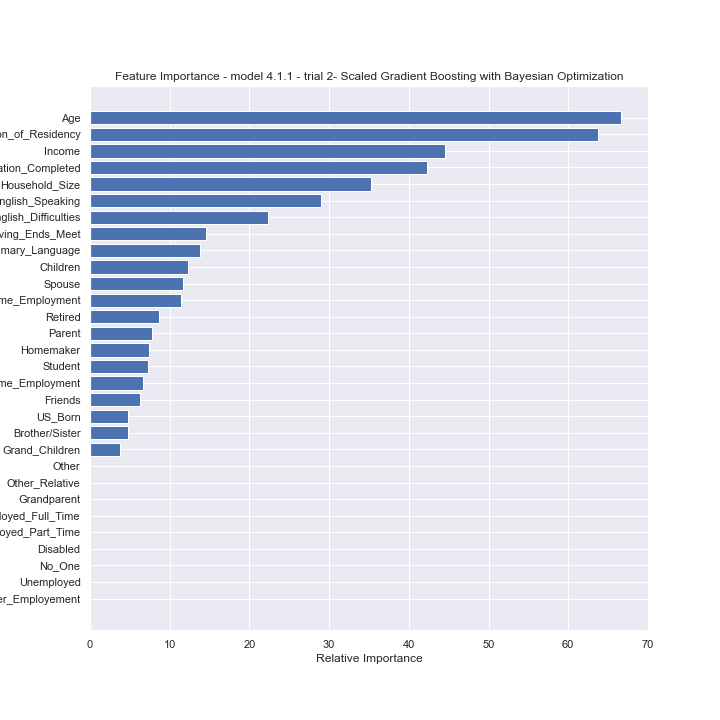 Feature Importance - model 4.1.1 - trial 2- Scaled Gradient Boosting with Bayesian Optimization
Age
on_of_Residency
Income
ation_Completed
Household_Size
nglish_Speaking
glish_Difficulties
ving_Ends_Meet
mary_Language
Children
Spouse
me_Employment
Retired
Parent
Homemaker
Student
me_Employment
Friends
US_Born
Brother/Sister
Grand_Children
Other
Other_Relative
Grandparent
loyed_Full_Time
oyed_Part_Time
Disabled
No_One
Unemployed
er_Employement
0 10 20 30 40 50 60 70
Relative Importance